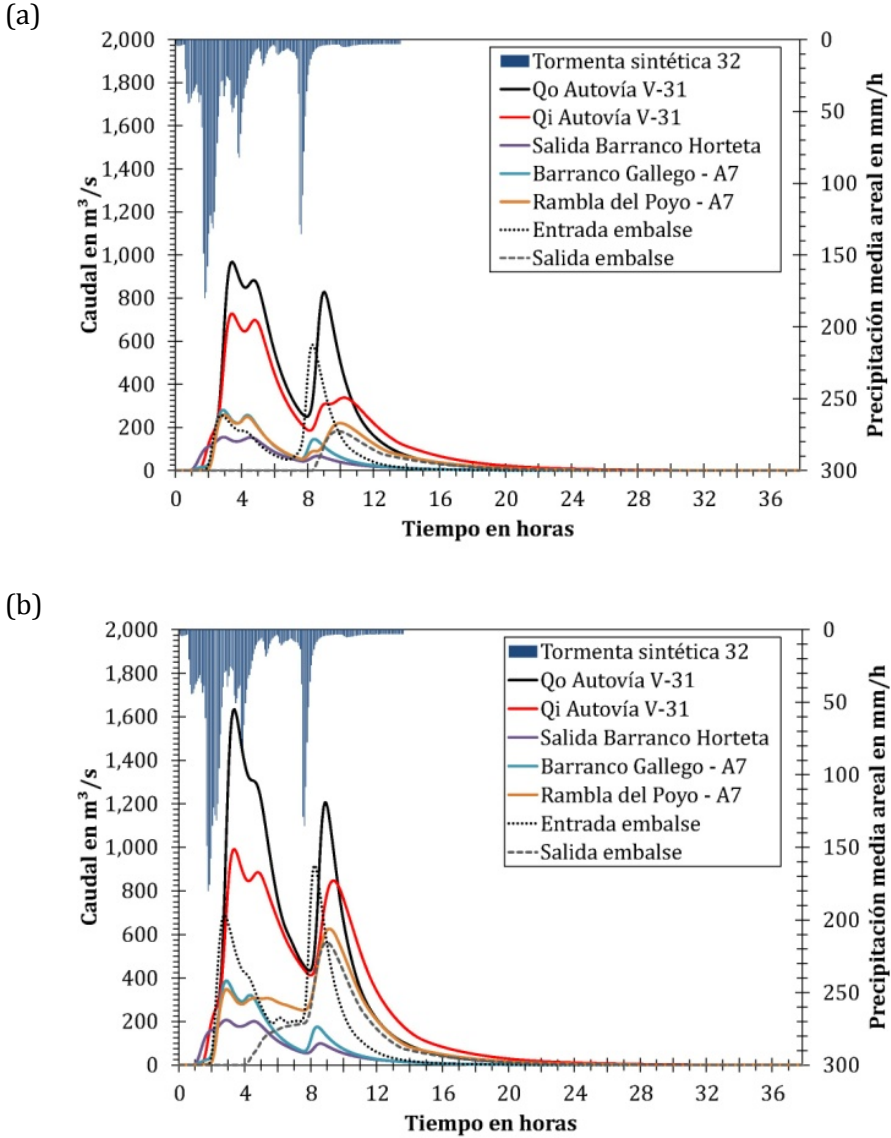 (a)
2,000
1,800
1,600
1,400
1,200
1,000
800
600
400
200
0
Caudal en m³/s
Tormenta sintética 32
Qo Autovía V-31
Qi Autovía V-31
Salida Barranco Horteta
Barranco Gallego - A7
Rambla del Poyo - A7
Entrada embalse
Salida embalse
0
50
100
150
200
250
300
Precipitación media areal en mm/h
0 4 8 12 16 20 24 28 32 36
Tiempo en horas
(b)
2,000
1,800
1,600
1,400
1,200
1,000
800
600
400
200
0
Caudal en m³/s
Tormenta sintética 32
Qo Autovía V-31
Qi Autovía V-31
Salida Barranco Horteta
Barranco Gallego - A7
Rambla del Poyo - A7
Entrada embalse
Salida embalse
0
50
100
150
200
250
300
Precipitación media areal en mm/h
0 4 8 12 16 20 24 28 32 36
Tiempo en horas